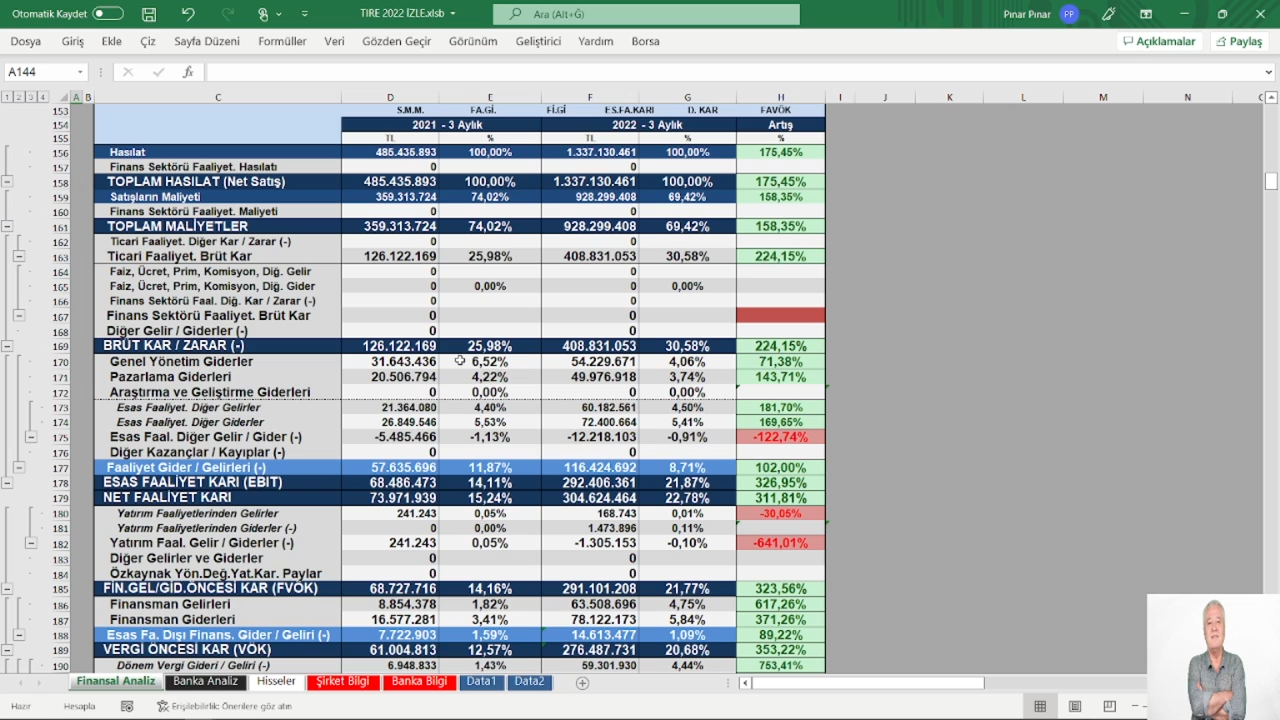 Otomatik Kaydet TIRE 2022 İZLE.xlsb Ara (Alt+Ğ) Pınar Pınar PP
Dosya Giriş Ekle Çiz Sayfa Düzeni Formüller Veri Gözden Geçir Görünüm Geliştirici Yardım Borsa Açıklamalar Paylaş
A144 fx
1 2 3 4 A B C D E F G H I J K L M N
153 S.M.M. FA.Gİ. Fİ.Gİ ES.FA.KARI D. KAR FAVÖK
154 2021 - 3 Aylık 2022 - 3 Aylık Artış
155 TL % TL % %
156 Hasılat 485.435.893 100,00% 1.337.130.461 100,00% 175,45%
157 Finans Sektörü Faaliyet. Hasılatı 0 0
158 TOPLAM HASILAT (Net Satış) 485.435.893 100,00% 1.337.130.461 100,00% 175,45%
159 Satışların Maliyeti 359.313.724 74,02% 928.299.408 69,42% 158,35%
160 Finans Sektörü Faaliyet. Maliyeti 0 0
161 TOPLAM MALİYETLER 359.313.724 74,02% 928.299.408 69,42% 158,35%
162 Ticari Faaliyet. Diğer Kar / Zarar (-) 0 0
163 Ticari Faaliyet. Brüt Kar 126.122.169 25,98% 408.831.053 30,58% 224,15%
164 Faiz, Ücret, Prim, Komisyon, Diğ. Gelir 0 0
165 Faiz, Ücret, Prim, Komisyon, Diğ. Gider 0 0,00% 0 0,00%
166 Finans Sektörü Faal. Diğ. Kar / Zarar (-) 0 0
167 Finans Sektörü Faaliyet. Brüt Kar 0 0
168 Diğer Gelir / Giderler (-) 0 0
169 BRÜT KAR / ZARAR (-) 126.122.169 25,98% 408.831.053 30,58% 224,15%
170 Genel Yönetim Giderler 31.643.436 6,52% 54.229.671 4,06% 71,38%
171 Pazarlama Giderleri 20.506.794 4,22% 49.976.918 3,74% 143,71%
172 Araştırma ve Geliştirme Giderleri 0 0,00% 0 0,00%
173 Esas Faaliyet. Diğer Gelirler 21.364.080 4,40% 60.182.561 4,50% 181,70%
174 Esas Faaliyet. Diğer Giderler 26.849.546 5,53% 72.400.664 5,41% 169,65%
175 Esas Faal. Diğer Gelir / Gider (-) -5.485.466 -1,13% -12.218.103 -0,91% -122,74%
176 Diğer Kazançlar / Kayıplar (-) 0 0
177 Faaliyet Gider / Gelirleri (-) 57.635.696 11,87% 116.424.692 8,71% 102,00%
178 ESAS FAALİYET KARI (EBIT) 68.486.473 14,11% 292.406.361 21,87% 326,95%
179 NET FAALİYET KARI 73.971.939 15,24% 304.624.464 22,78% 311,81%
180 Yatırım Faaliyetlerinden Gelirler 241.243 0,05% 168.743 0,01% -30,05%
181 Yatırım Faaliyetlerinden Giderler (-) 0 0,00% 1.473.896 0,11%
182 Yatırım Faal. Gelir / Giderler (-) 241.243 0,05% -1.305.153 -0,10% -641,01%
183 Diğer Gelirler ve Giderler 0 0
184 Özkaynak Yön.Değ.Yat.Kar. Paylar 0 0
185 FİN.GEL/GİD.ÖNCESİ KAR (FVÖK) 68.727.716 14,16% 291.101.208 21,77% 323,56%
186 Finansman Gelirleri 8.854.378 1,82% 63.508.696 4,75% 617,26%
187 Finansman Giderleri 16.577.281 3,41% 78.122.173 5,84% 371,26%
188 Esas Fa. Dışı Finans. Gider / Geliri (-) 7.722.903 1,59% 14.613.477 1,09% 89,22%
189 VERGİ ÖNCESİ KAR (VÖK) 61.004.813 12,57% 276.487.731 20,68% 353,22%
190 Dönem Vergi Gideri / Geliri (-) 6.948.833 1,43% 59.301.930 4,44% 753,41%
Finansal Analiz Banka Analiz Hisseler Şirket Bilgi Banka Bilgi Data1 Data2
Hazır Hesapla Erişilebilirlik: Önerilere göz atın